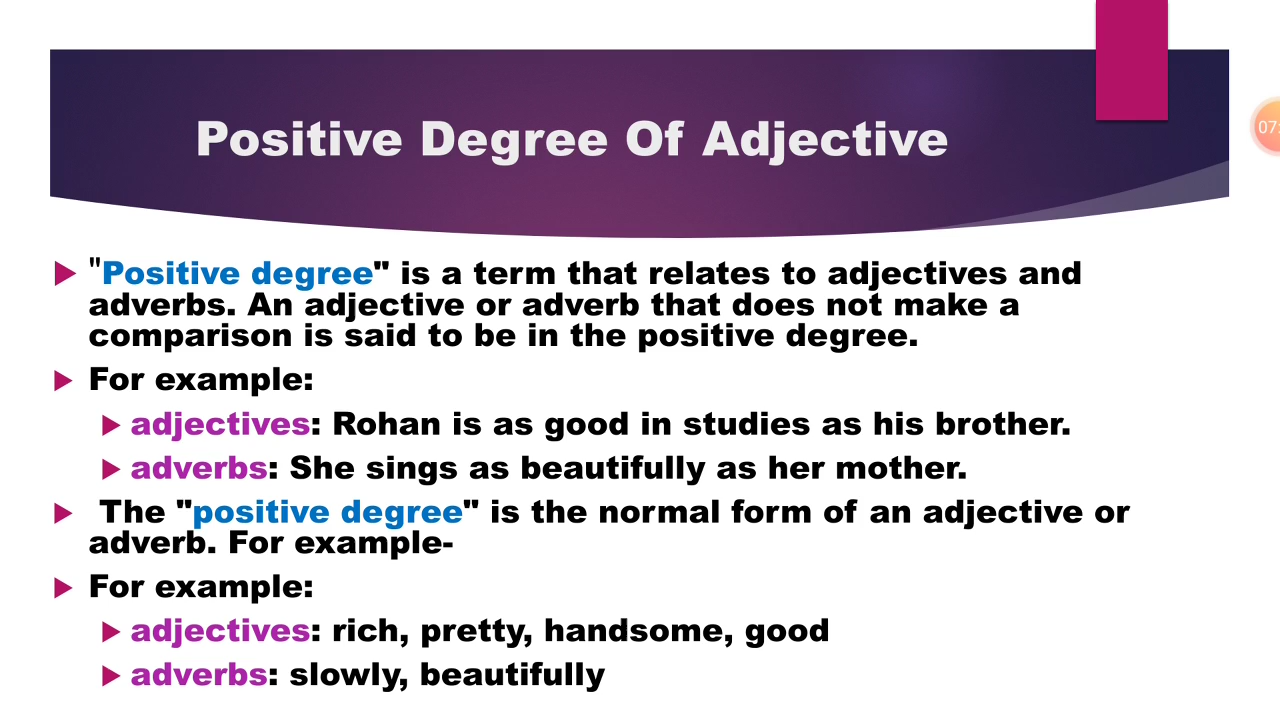 Positive Degree Of Adjective
07:
"Positive degree" is a term that relates to adjectives and
adverbs. An adjective or adverb that does not make a
comparison is said to be in the positive degree.
For example:
adjectives: Rohan is as good in studies as his brother.
adverbs: She sings as beautifully as her mother.
The "positive degree" is the normal form of an adjective or
adverb. For example-
For example:
adjectives: rich, pretty, handsome, good
adverbs: slowly, beautifully